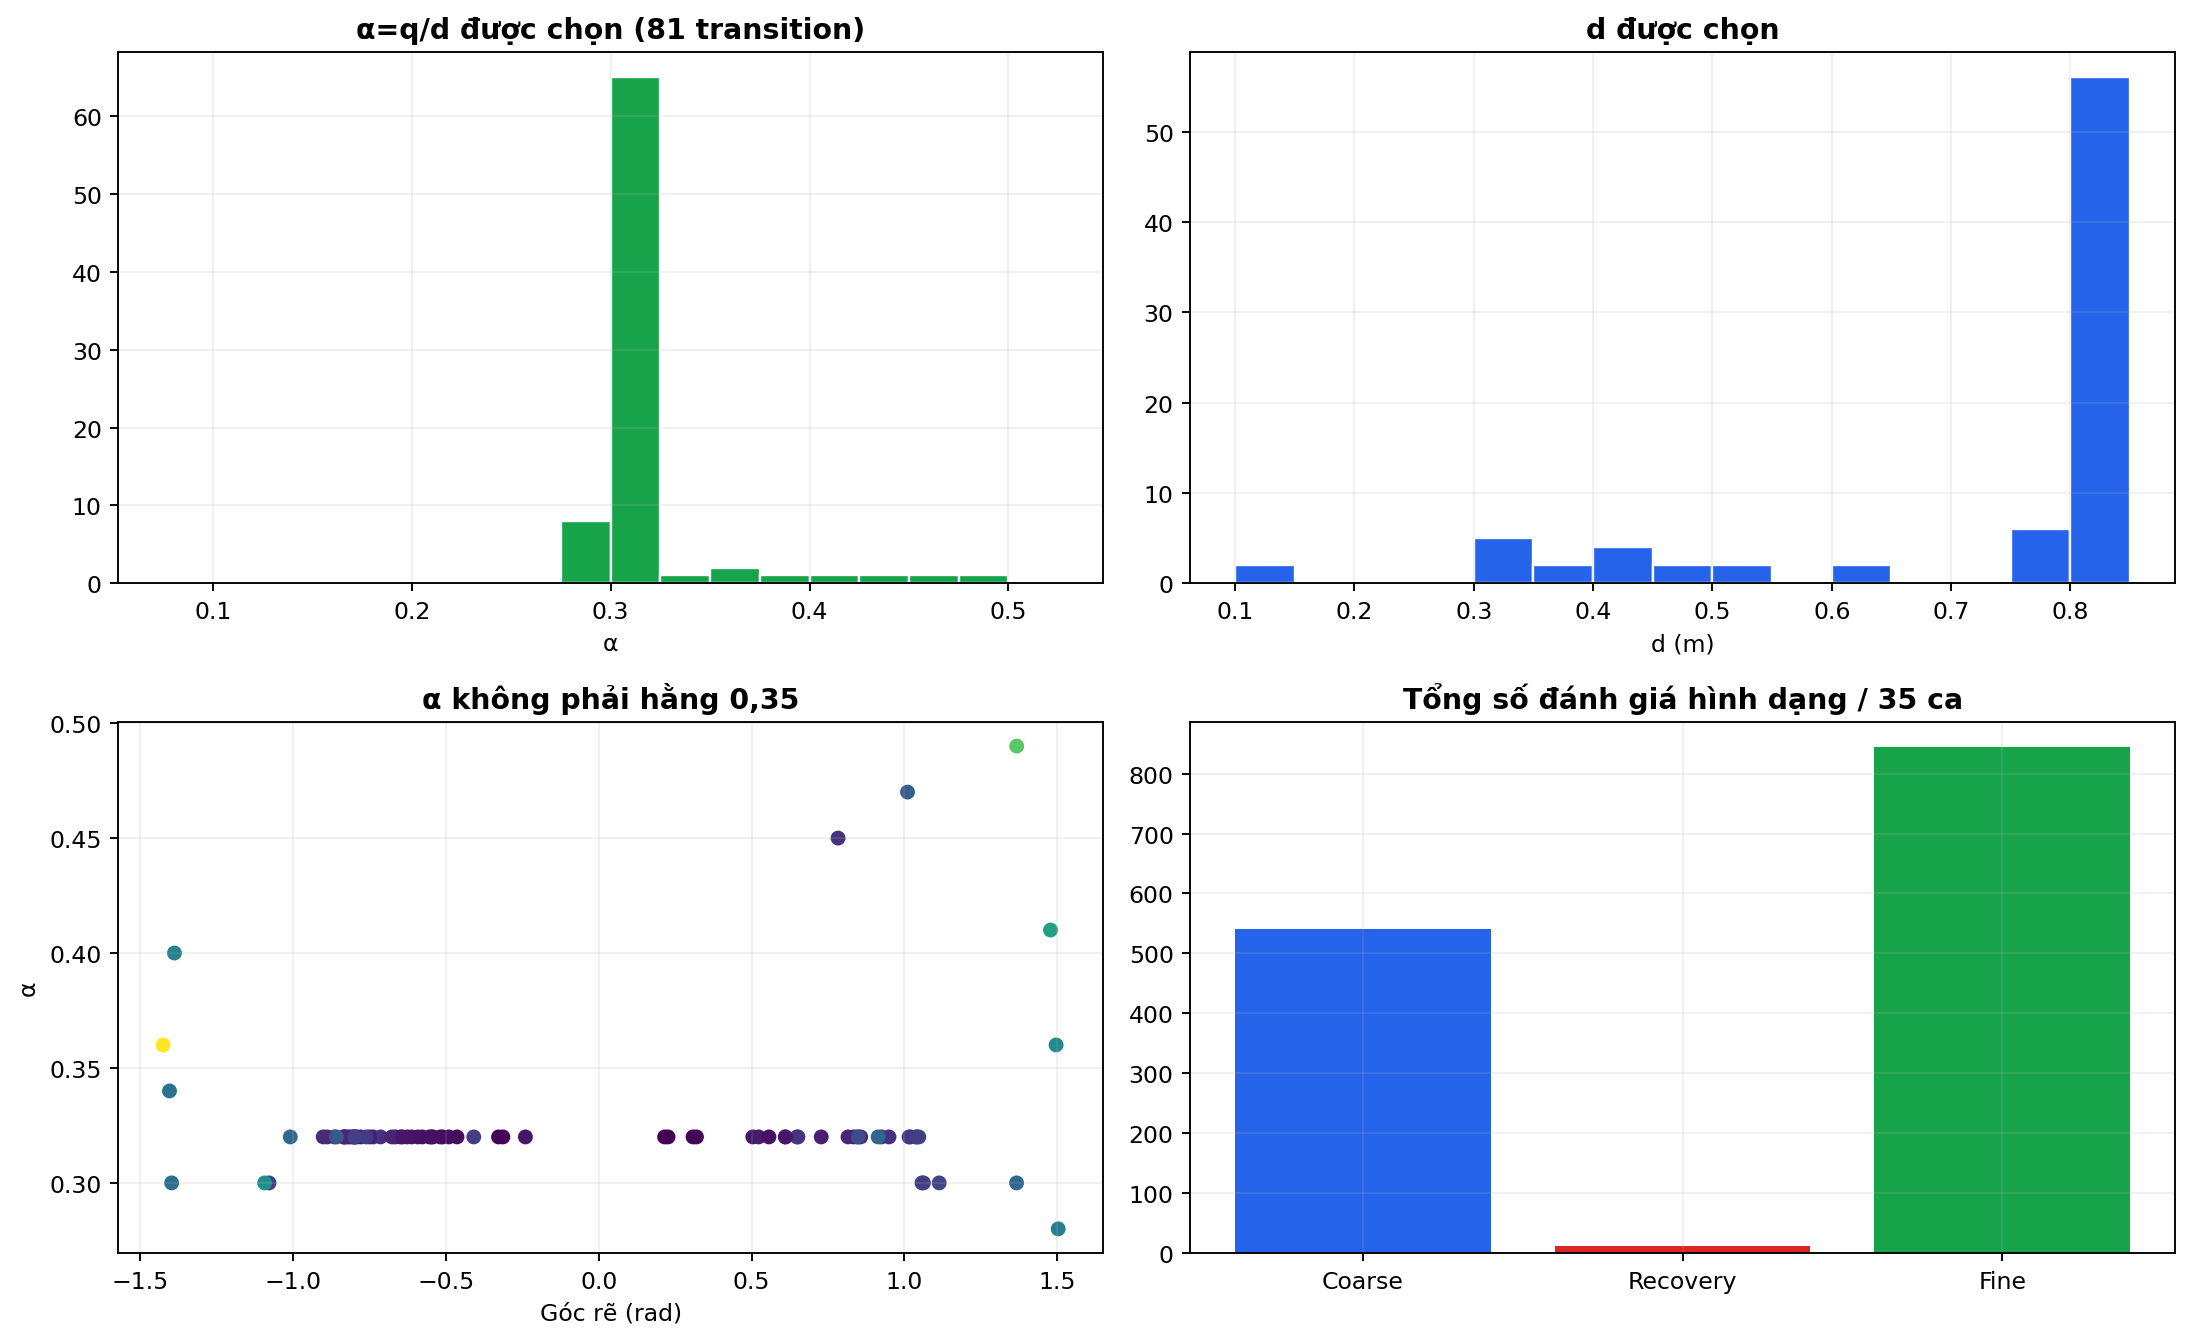 α=q/d được chọn (81 transition)
60
50
40
30
20
10
0
0.1 0.2 0.3 0.4 0.5
α
d được chọn
50
40
30
20
10
0
0.1 0.2 0.3 0.4 0.5 0.6 0.7 0.8
d (m)
α không phải hằng 0,35
0.50
0.45
0.40
0.35
0.30
α
−1.5 −1.0 −0.5 0.0 0.5 1.0 1.5
Góc rẽ (rad)
Tổng số đánh giá hình dạng / 35 ca
800
700
600
500
400
300
200
100
0
Coarse Recovery Fine